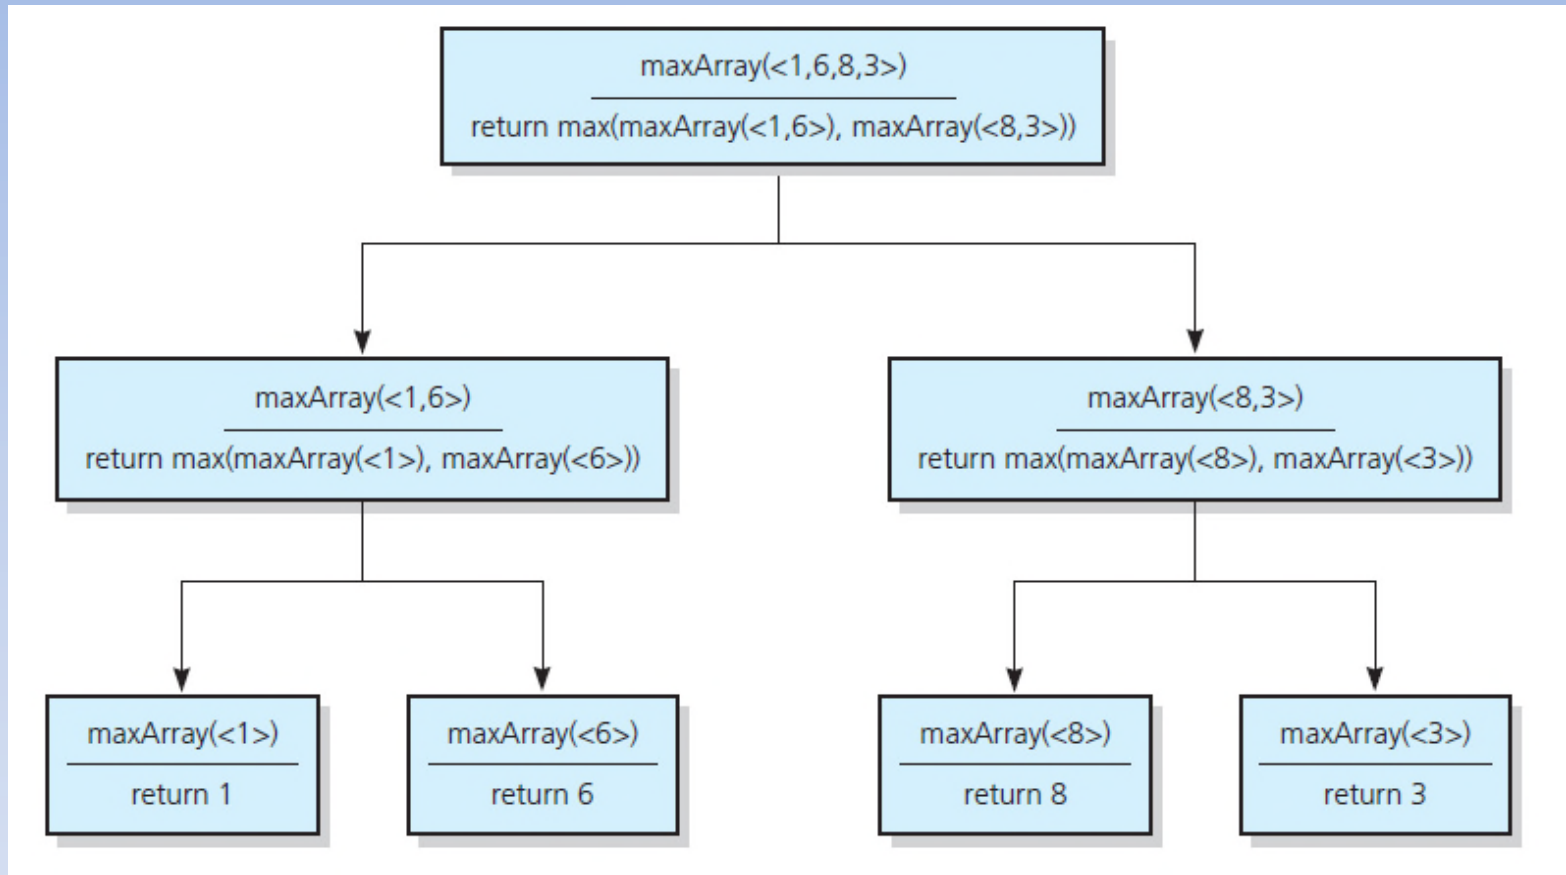 maxArray(<1,6,8,3>)
return max(maxArray(<1,6>), maxArray(<8,3>))
maxArray(<1,6>)
return max(maxArray(<1>), maxArray(<6>))
maxArray(<8,3>)
return max(maxArray(<8>), maxArray(<3>))
maxArray(<1>)
return 1
maxArray(<6>)
return 6
maxArray(<8>)
return 8
maxArray(<3>)
return 3